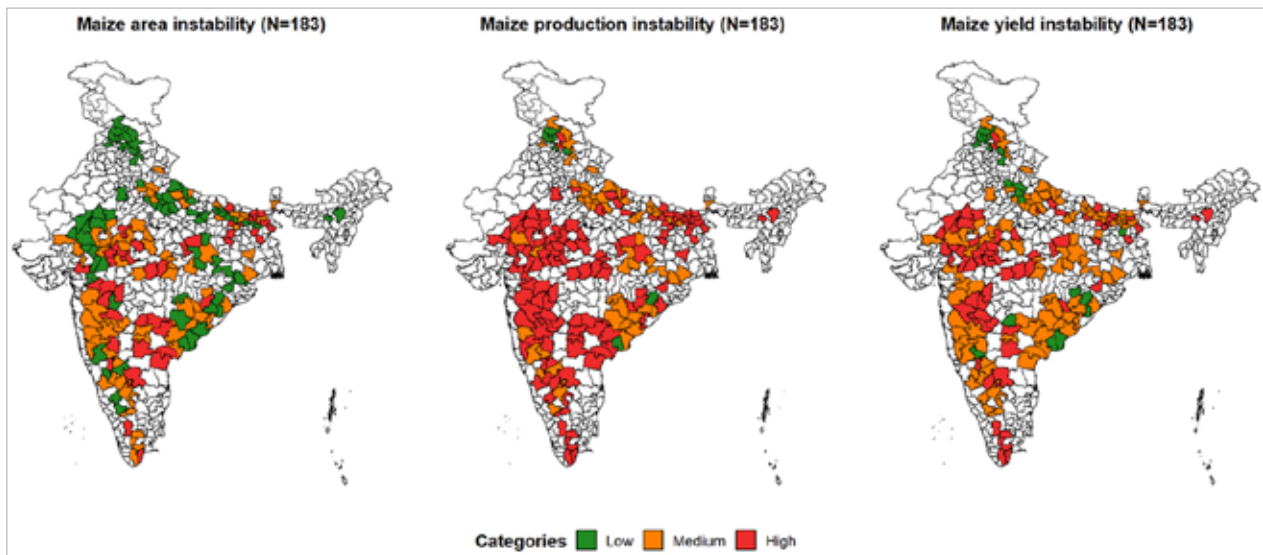 Maize area instability (N=183)
Maize production instability (N=183)
Maize yield instability (N=183)
Categories Low Medium High